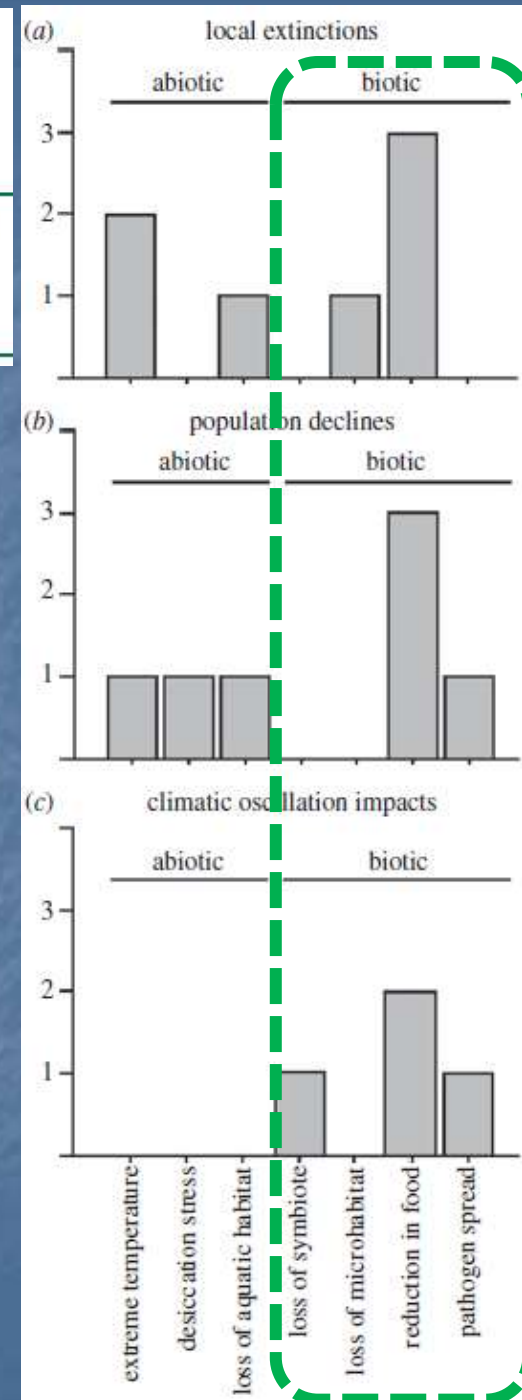 (a) local extinctions
abiotic biotic
3
2
1
(b) population declines
abiotic biotic
3
2
1
(c) climatic oscillation impacts
abiotic biotic
3
2
1
extreme temperature
desiccation stress
loss of aquatic habitat
loss of symbiote
loss of microhabitat
reduction in food
pathogen spread